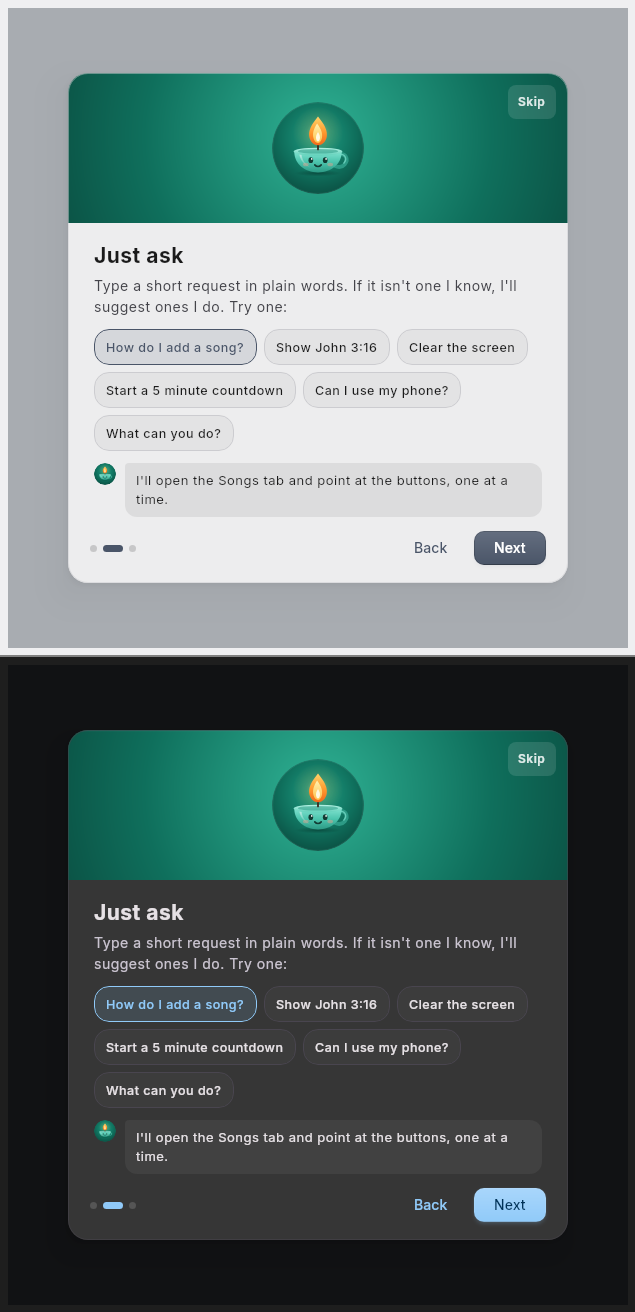 Skip
Just ask
Type a short request in plain words. If it isn't one I know, I'll
suggest ones I do. Try one:
How do I add a song?
Show John 3:16
Clear the screen
Start a 5 minute countdown
Can I use my phone?
What can you do?
I'll open the Songs tab and point at the buttons, one at a
time.
Back
Next
Skip
Just ask
Type a short request in plain words. If it isn't one I know, I'll
suggest ones I do. Try one:
How do I add a song?
Show John 3:16
Clear the screen
Start a 5 minute countdown
Can I use my phone?
What can you do?
I'll open the Songs tab and point at the buttons, one at a
time.
Back
Next